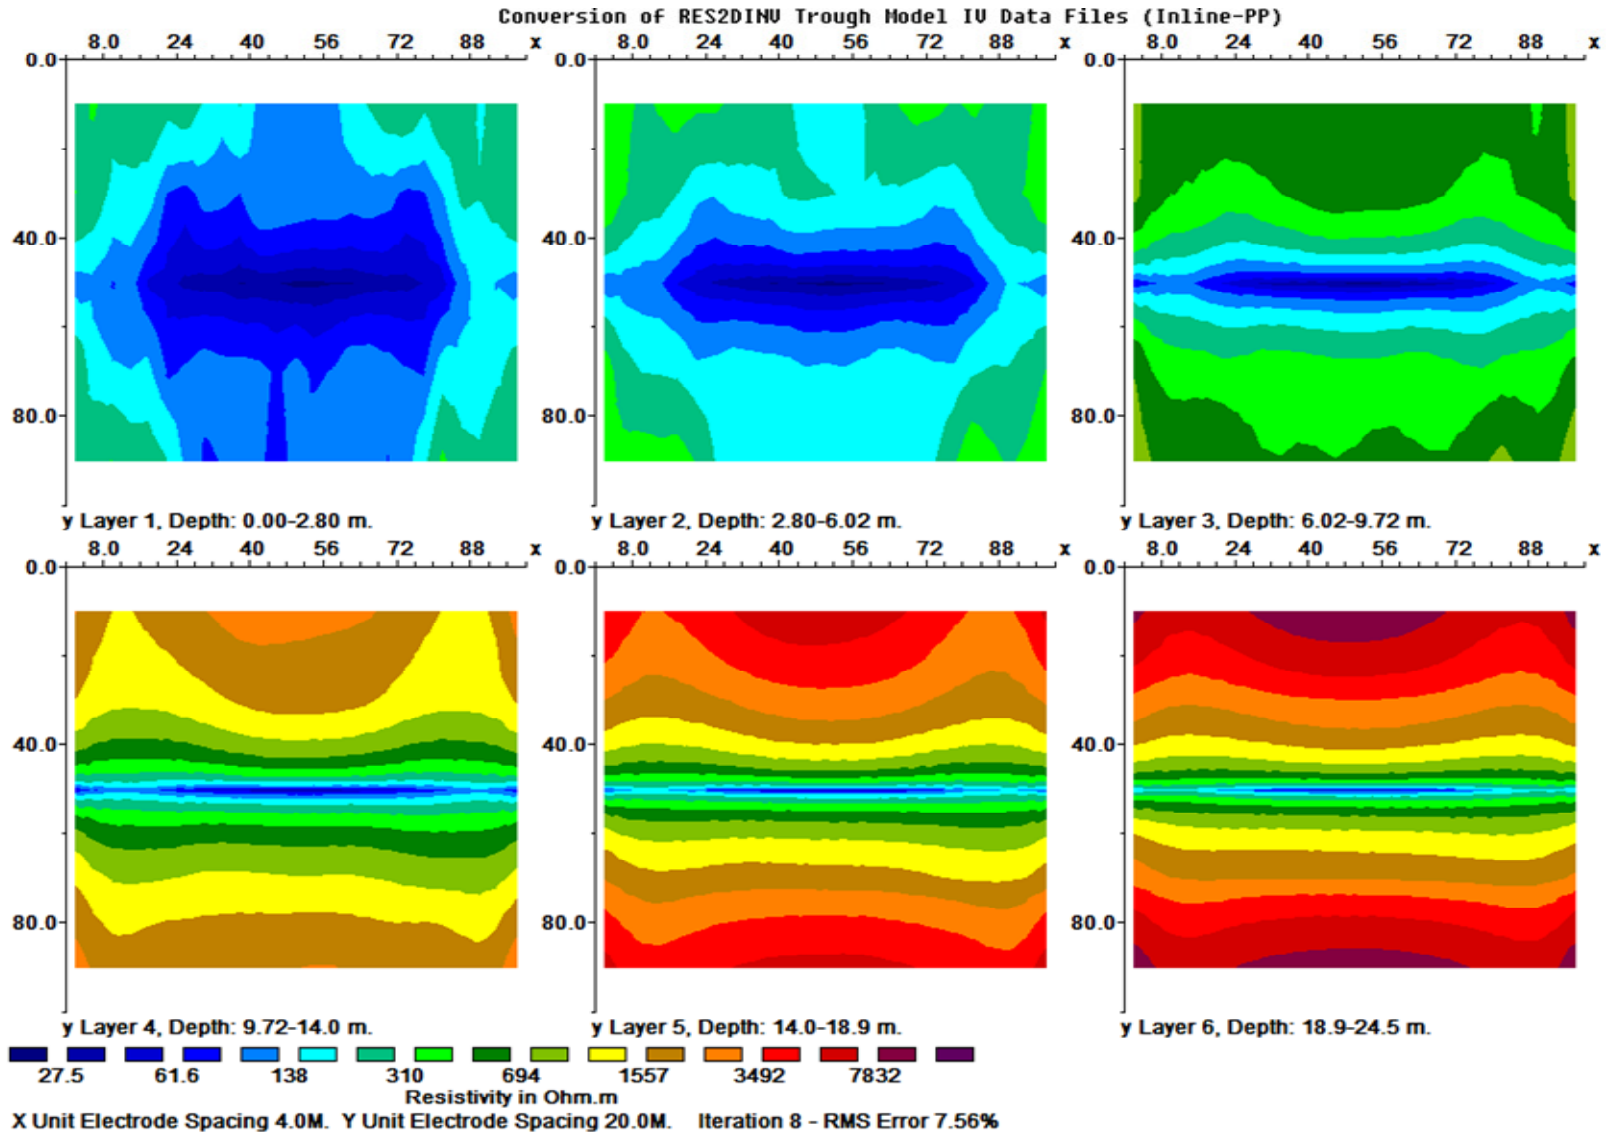 Conversion of RES2DINV Trough Model IV Data Files (Inline-PP)
8.0 24 40 56 72 88 x 8.0 24 40 56 72 88 x 8.0 24 40 56 72 88 x
0.0 0.0 0.0
40.0 40.0 40.0
80.0 80.0 80.0
y Layer 1, Depth: 0.00-2.80 m. y Layer 2, Depth: 2.80-6.02 m. y Layer 3, Depth: 6.02-9.72 m.
8.0 24 40 56 72 88 x 8.0 24 40 56 72 88 x 8.0 24 40 56 72 88 x
0.0 0.0 0.0
40.0 40.0 40.0
80.0 80.0 80.0
y Layer 4, Depth: 9.72-14.0 m. y Layer 5, Depth: 14.0-18.9 m. y Layer 6, Depth: 18.9-24.5 m.
27.5 61.6 138 310 694 1557 3492 7832
Resistivity in Ohm.m
X Unit Electrode Spacing 4.0M. Y Unit Electrode Spacing 20.0M. Iteration 8 - RMS Error 7.56%